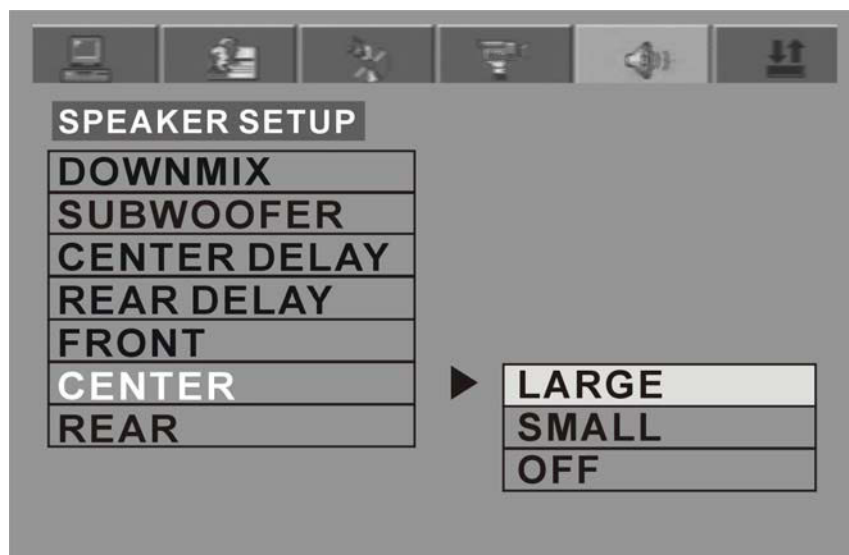 SPEAKER SETUP
DOWNMIX
SUBWOOFER
CENTER DELAY
REAR DELAY
FRONT
CENTER
REAR
LARGE
SMALL
OFF